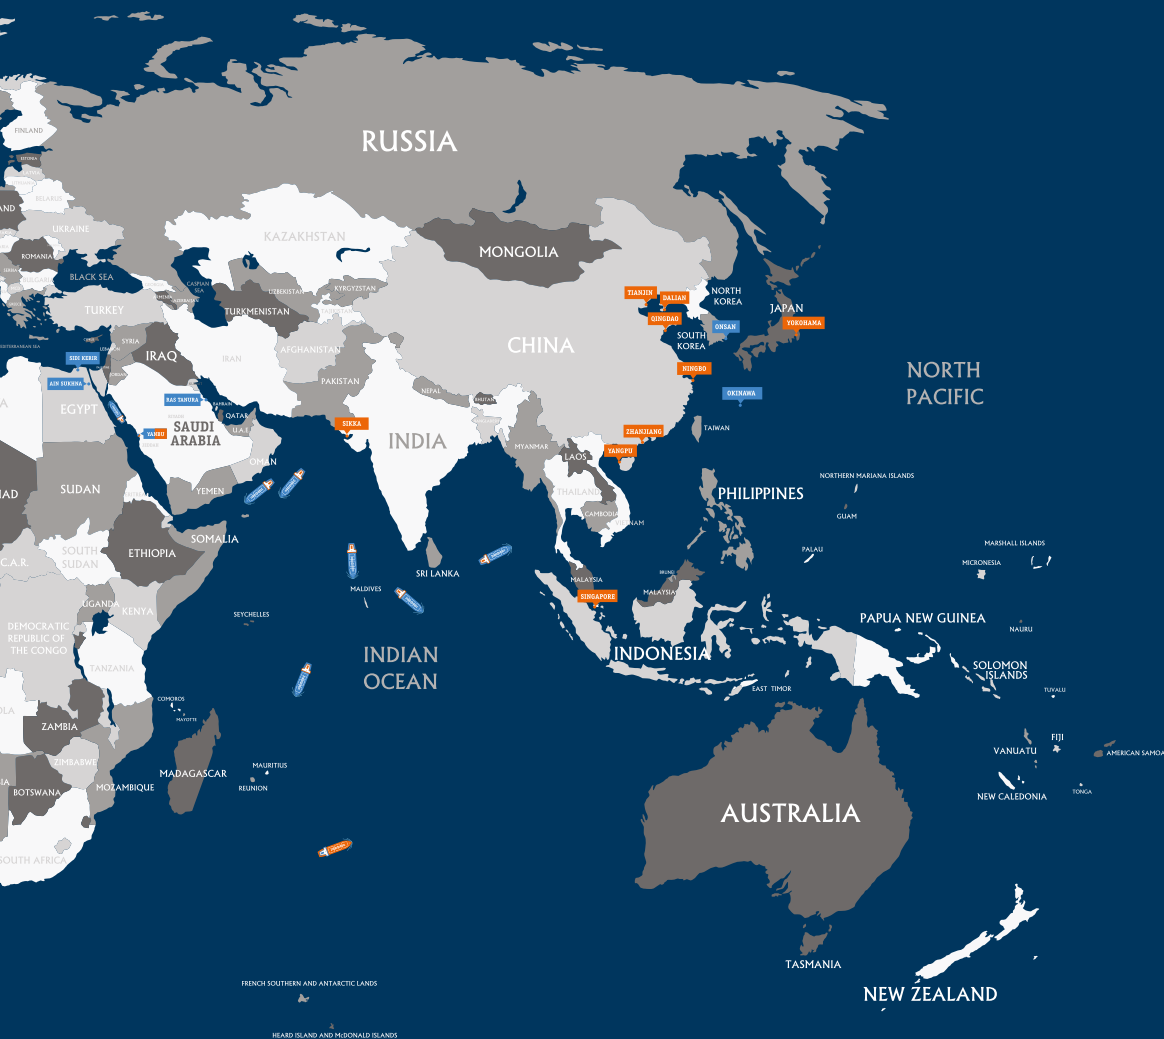 RUSSIA
FINLAND
ESTONIA
BELARUS
AND
UKRAINE
ROMANIA
BLACK SEA
KAZAKHSTAN
MONGOLIA
CASPIAN
SEA
UZBEKISTAN
KYRGYZSTAN
TURKEY
TURKMENISTAN
TIANJIN
DALIAN
NORTH
KOREA
JAPAN
QINGDAO
ONSAN
YOKOHAMA
SOUTH
KOREA
SYRIA
IRAQ
IRAN
AFGHANISTAN
CHINA
SIDI KERIR
AIN SUKHNA
JORDAN
PAKISTAN
NINGBO
NORTH
PACIFIC
EGYPT
RAS TANURA
BAHRAIN
QATAR
NEPAL
BHUTAN
OKINAWA
YANBU
SAUDI
ARABIA
U.A.E.
SIKKA
INDIA
ZHANJIANG
TAIWAN
MYANMAR
YANGPU
LAOS
OMAN
SUDAN
YEMEN
THAILAND
PHILIPPINES
NORTHERN MARIANA ISLANDS
AD
CAMBODIA
VIETNAM
GUAM
SOMALIA
C.A.R.
SOUTH
SUDAN
ETHIOPIA
SRI LANKA
PALAU
MARSHALL ISLANDS
MICRONESIA
BRUNEI
MALAYSIA
MALAYSIA
MALDIVES
SINGAPORE
UGANDA
KENYA
SEYCHELLES
PAPUA NEW GUINEA
NAURU
DEMOCRATIC
REPUBLIC OF
THE CONGO
INDIAN
OCEAN
INDONESIA
SOLOMON
ISLANDS
TANZANIA
EAST TIMOR
TUVALU
COMOROS
MAYOTTE
OLA
ZAMBIA
ZIMBABWE
MADAGASCAR
MAURITIUS
REUNION
VANUATU
FIJI
AMERICAN SAMOA
BOTSWANA
MOZAMBIQUE
NEW CALEDONIA
TONGA
AUSTRALIA
SOUTH AFRICA
TASMANIA
NEW ZEALAND
FRENCH SOUTHERN AND ANTARCTIC LANDS
HEARD ISLAND AND McDONALD ISLANDS